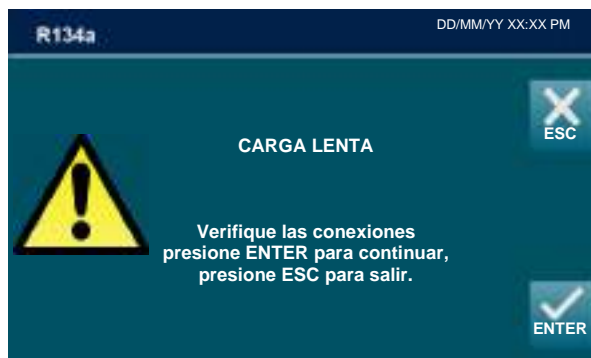 R134a
DD/MM/YY XX:XX PM
ESC
CARGA LENTA
Verifique las conexiones
presione ENTER para continuar,
presione ESC para salir.
ENTER